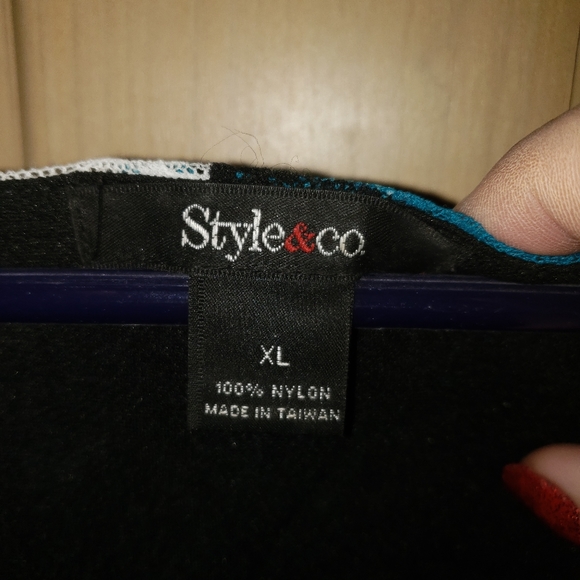 Style&co.
XL
100% NYLON
MADE IN TAIWAN